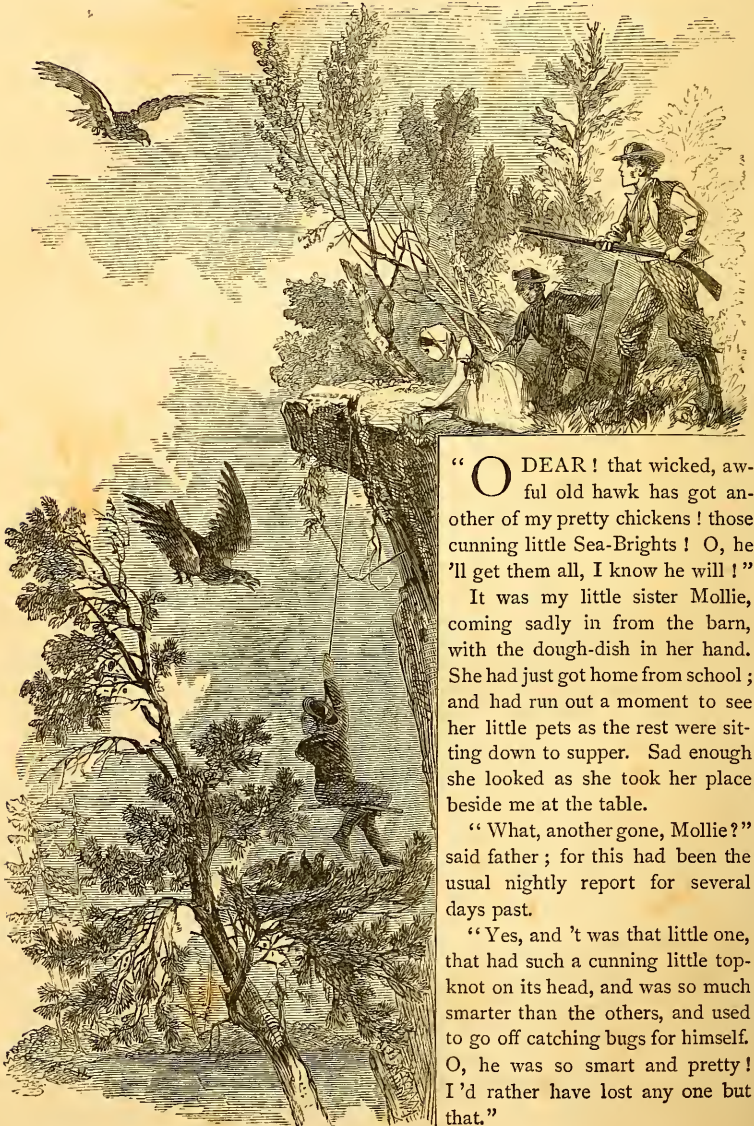 “O DEAR ! that wicked, aw-
ful old hawk has got an-
other of my pretty chickens ! those
cunning little Sea-Brights ! O, he
’ll get them all, I know he will ! ”
It was my little sister Mollie,
coming sadly in from the barn,
with the dough-dish in her hand.
She had just got home from school ;
and had run out a moment to see
her little pets as the rest were sit-
ting down to supper. Sad enough
she looked as she took her place
beside me at the table.
“ What, another gone, Mollie ? ”
said father ; for this had been the
usual nightly report for several
days past.
“ Yes, and ’t was that little one,
that had such a cunning little top-
knot on its head, and was so much
smarter than the others, and used
to go off catching bugs for himself.
O, he was so smart and pretty !
I ’d rather have lost any one but
that.”